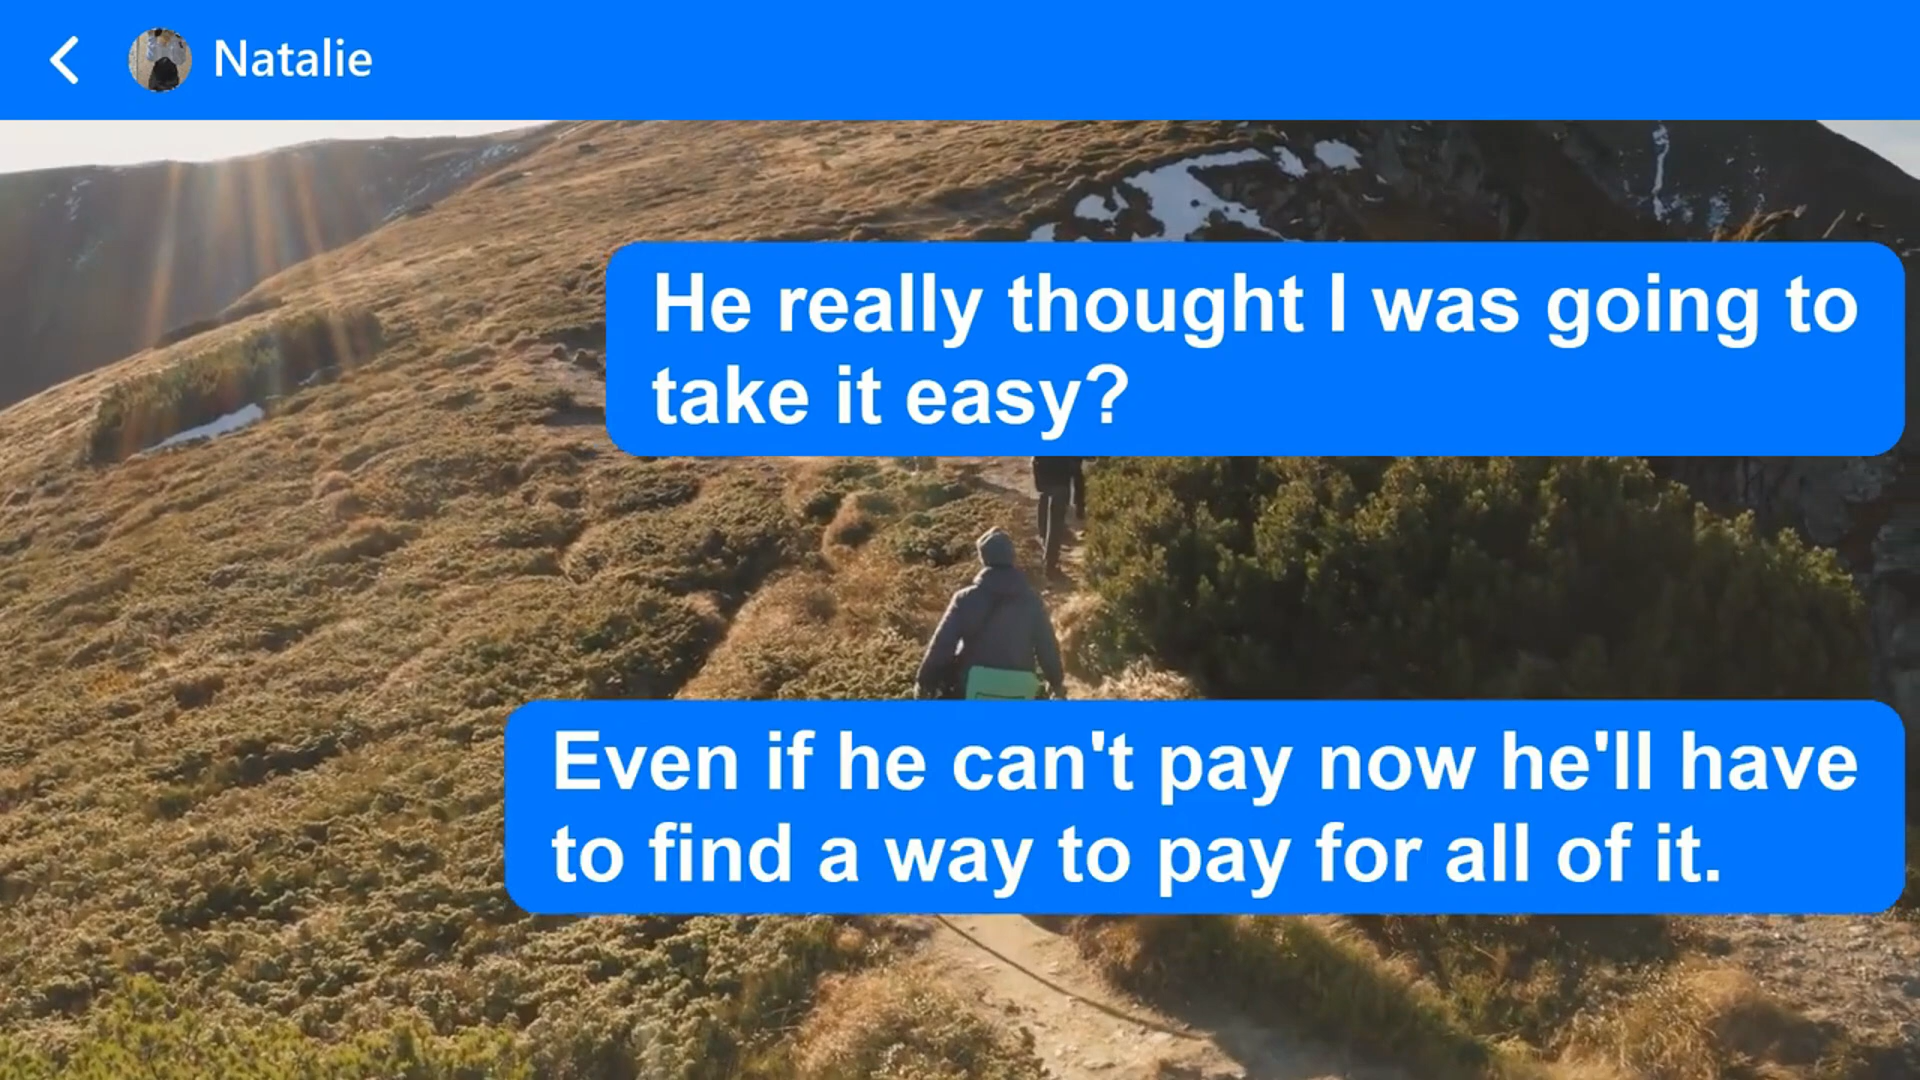 Natalie
He really thought I was going to
take it easy?
Even if he can't pay now he'll have
to find a way to pay for all of it.